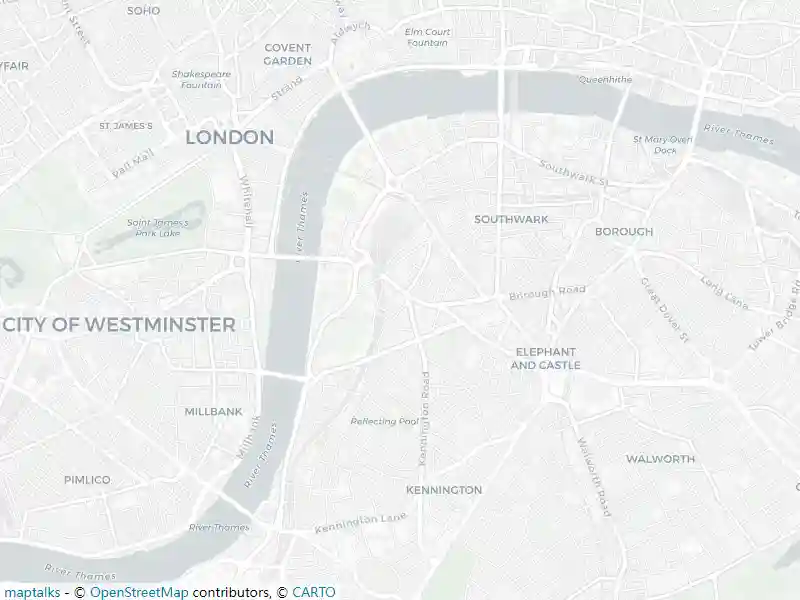 SOHO
Elm Court
Fountain
Aldwych
COVENT
GARDEN
Shakespeare
Fountain
Strand
Queenhithe
ST JAMES'S
LONDON
Pall Mall
River Thames
St Mary Overi
Dock
Southwalk St
Whitehall
River Thames
Saint James's
Park Lake
SOUTHWARK
BOROUGH
Borough Road
Long Lane
Great Dover St
Tower Bridge Rd
CITY OF WESTMINSTER
ELEPHANT
AND CASTLE
MILLBANK
Millbank
Reflecting Pool
Kennington Road
River Thames
WALWORTH
Walworth Road
PIMLICO
KENNINGTON
River Thames
Kennington Lane
River Thames
maptalks - © OpenStreetMap contributors, © CARTO